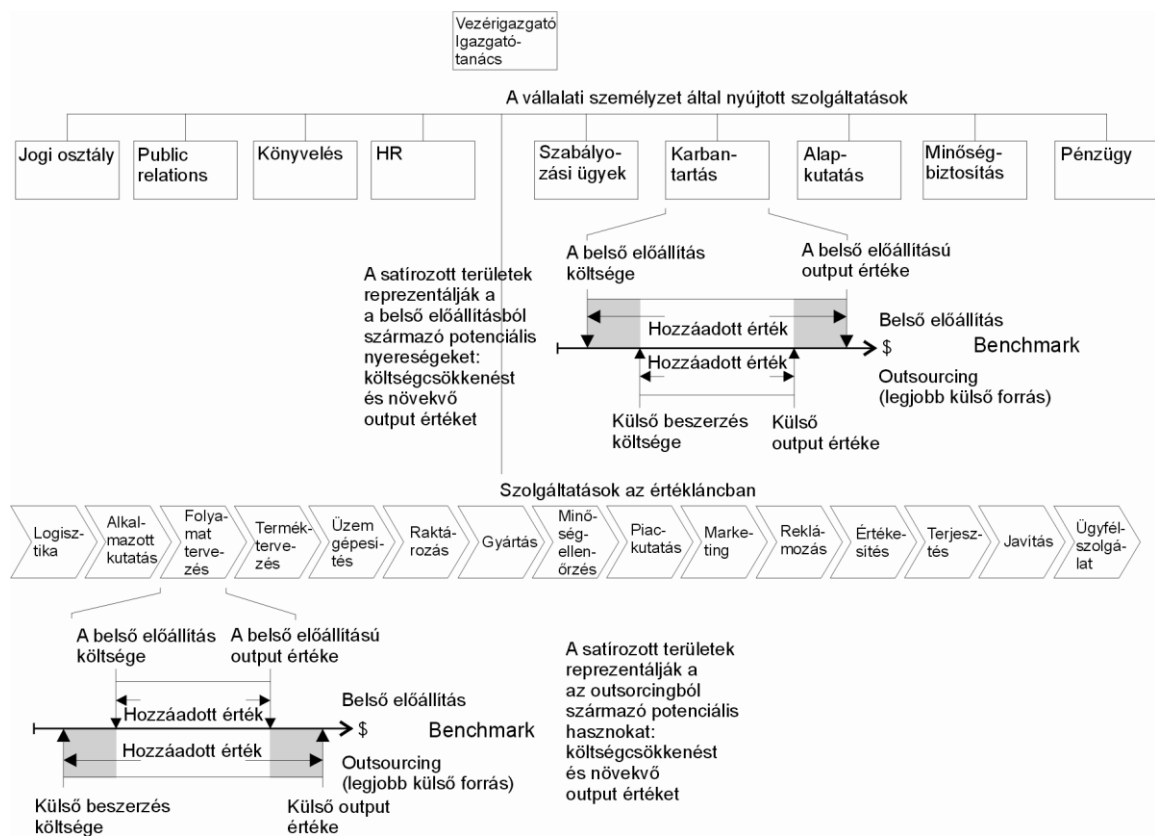 Vezérigazgató
Igazgató-
tanács
A vállalati személyzet által nyújtott szolgáltatások
Jogi osztály
Public
relations
Könyvelés
HR
Szabályo-
zási ügyek
Karban-
tartás
Alap-
kutatás
Minőség-
biztosítás
Pénzügy
A belső előállítás
költsége
A belső előállítású
output értéke
A satírozott területek
reprezentálják a
a belső előállításból
származó potenciális
nyereségeket:
költségcsökkenést
és növekvő
output értéket
Hozzáadott érték
Hozzáadott érték
Belső előállítás
$
Benchmark
Outsourcing
(legjobb külső forrás)
Külső beszerzés
költsége
Külső
output értéke
Szolgáltatások az értékláncban
Logisz-
tika
Alkal-
mazott
kutatás
Folya-
mat
terve-
zés
Termék-
tervezés
Üzem
gépesí-
tés
Raktá-
rozás
Gyártás
Minő-
ség-
ellen-
őrzés
Piac-
kutatás
Marke-
ting
Reklá-
mozás
Értéke-
sítés
Terjesz-
tés
Javítás
Ügyfél-
szolgá-
lat
A belső előállítás
költsége
A belső előállítású
output értéke
Hozzáadott érték
Hozzáadott érték
Belső előállítás
$
Benchmark
Outsourcing
(legjobb külső forrás)
Külső beszerzés
költsége
Külső output
értéke
A satírozott területek
reprezentálják a
az outsorcingból
származó potenciális
hasznokat:
költségcsökkenést
és növekvő
output értéket